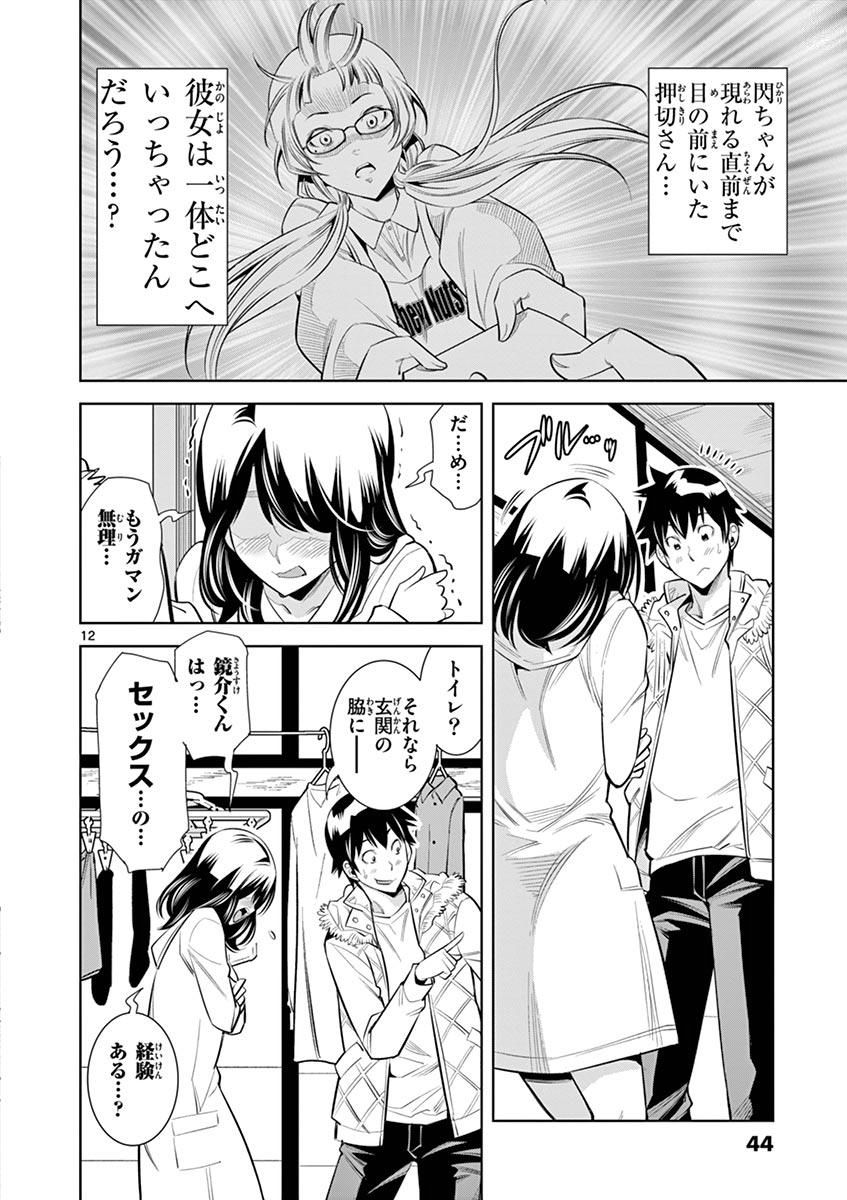 閃ちゃんが
現れる直前まで
目の前にいた
押切さん…
彼女は一体どこへ
いっちゃったん
だろう…?
heyl Nuts
ブル…ッ
だ…め…
もうガマン
無理…
12
トイレ?
それなら
玄関の
脇に―
鏡介くん
はっ…
セックス…の…
経験
ある…?
44